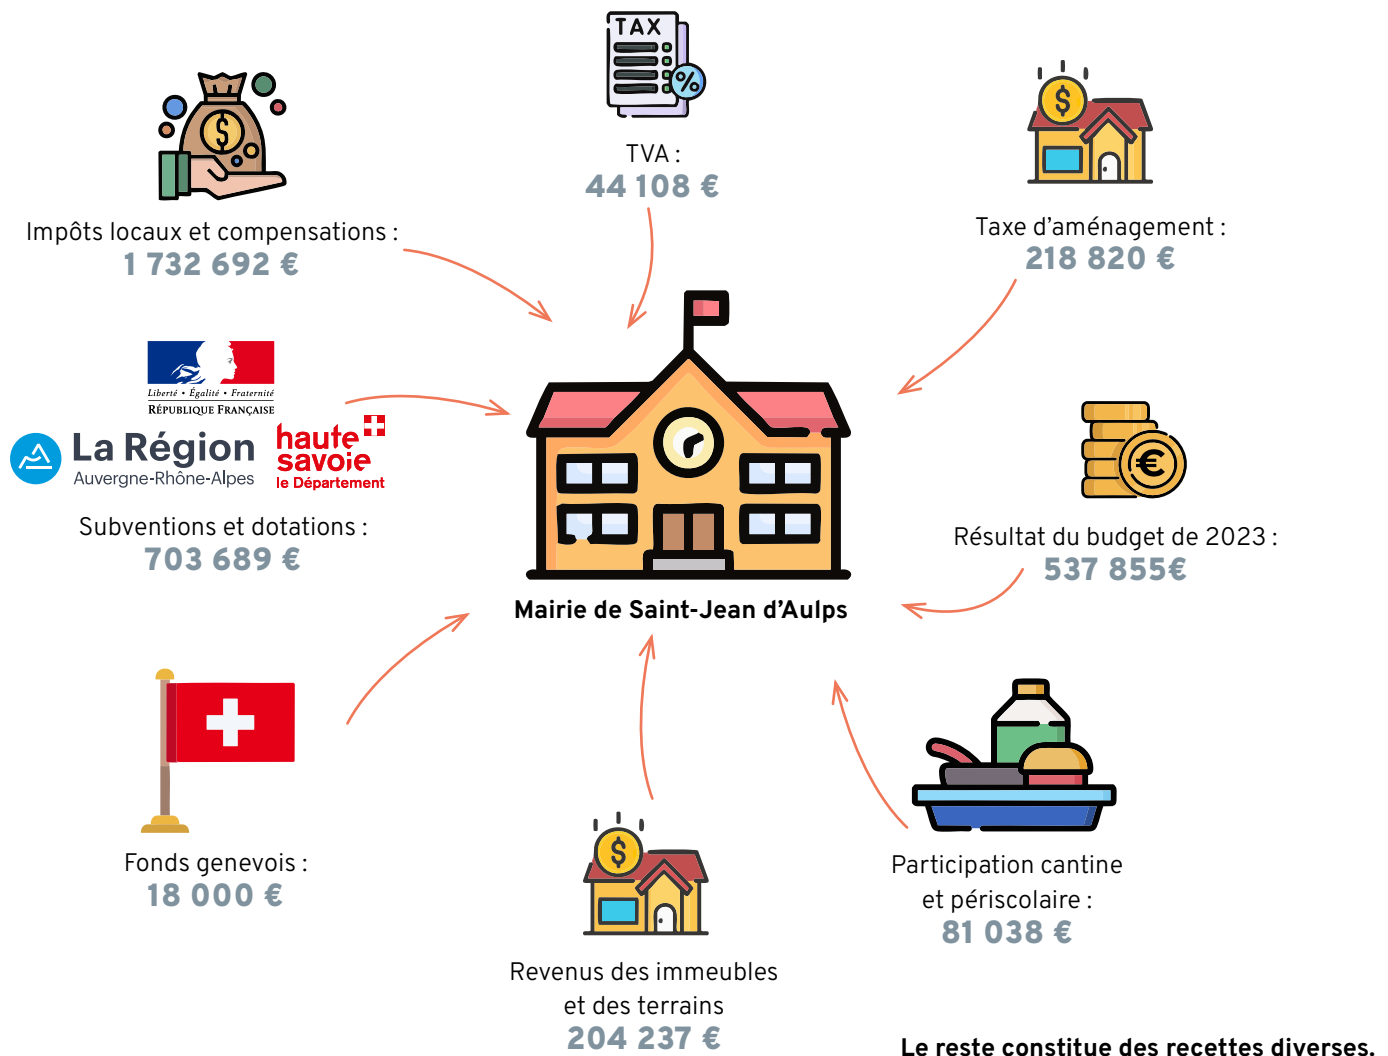 TAX
%
TVA :
44 108 €
$
Impôts locaux et compensations :
1 732 692 €
$
Taxe d’aménagement :
218 820 €
Liberté • Égalité • Fraternité
RÉPUBLIQUE FRANÇAISE
La Région
Auvergne-Rhône-Alpes
haute
savoie
le Département
Subventions et dotations :
703 689 €
€
Résultat du budget de 2023 :
537 855€
Mairie de Saint-Jean d’Aulps
Fonds genevois :
18 000 €
$
Revenus des immeubles
et des terrains
204 237 €
Participation cantine
et périscolaire :
81 038 €
Le reste constitue des recettes diverses.